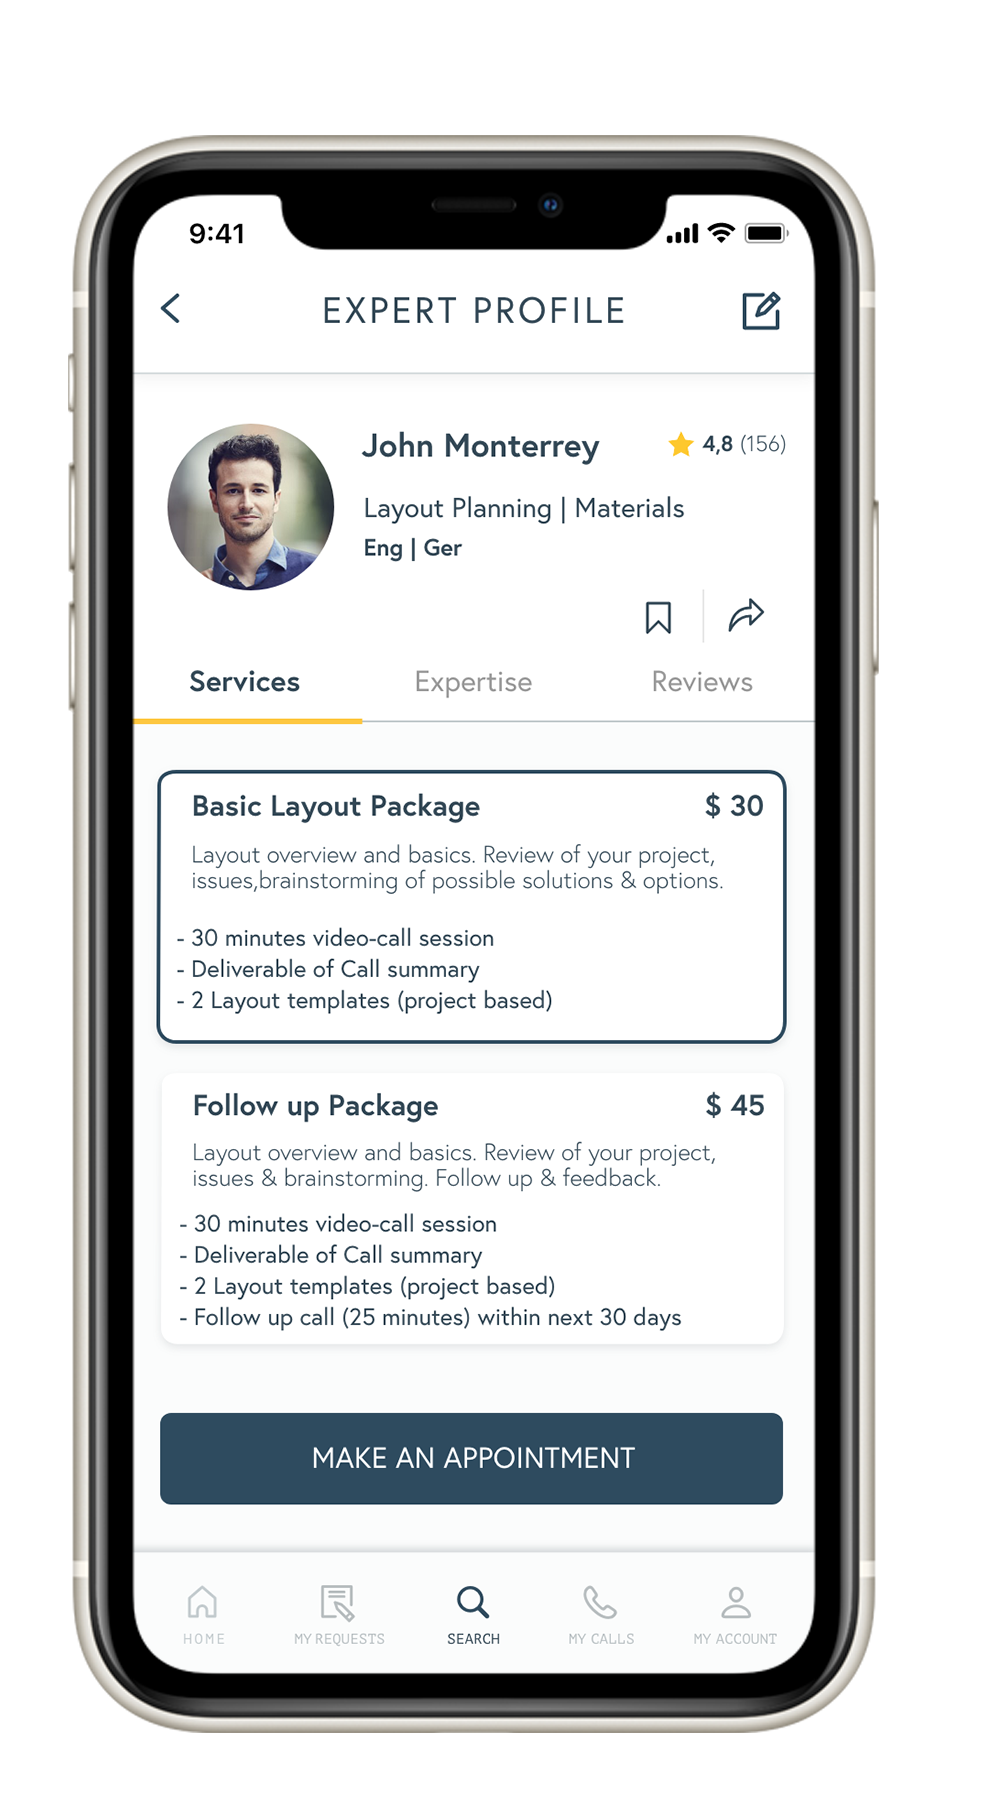 9:41
EXPERT PROFILE
John Monterrey
4,8 (156)
Layout Planning | Materials
Eng | Ger
Services
Expertise
Reviews
Basic Layout Package
$ 30
Layout overview and basics. Review of your project,
issues,brainstorming of possible solutions & options.
- 30 minutes video-call session
- Deliverable of Call summary
- 2 Layout templates (project based)
Follow up Package
$ 45
Layout overview and basics. Review of your project,
issues & brainstorming. Follow up & feedback.
- 30 minutes video-call session
- Deliverable of Call summary
- 2 Layout templates (project based)
- Follow up call (25 minutes) within next 30 days
MAKE AN APPOINTMENT
HOME
MY REQUESTS
SEARCH
MY CALLS
MY ACCOUNT